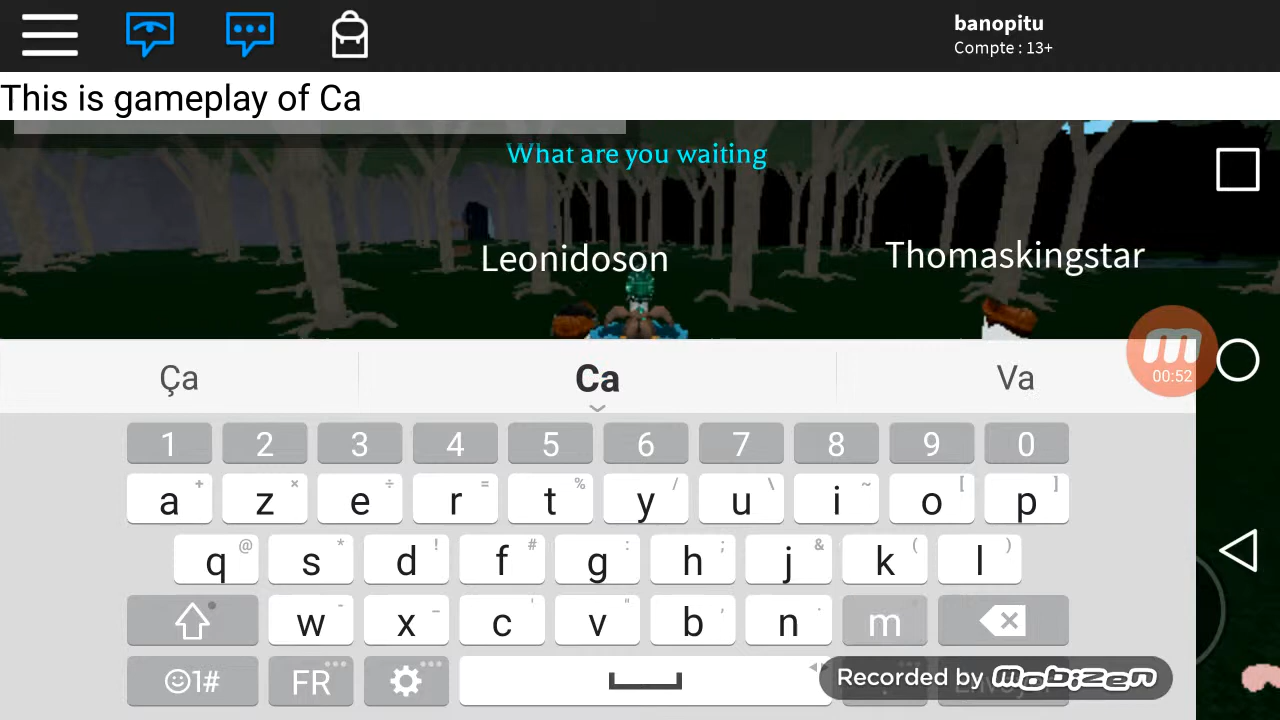 banopitu
Compte : 13+
This is gameplay of Ca
What are you waiting
Leonidoson
Thomaskingstar
00:52
Ça
Ca
Va
1 2 3 4 5 6 7 8 9 0
a + z × e ÷ r = t % y / u \ i ~ o [ p ]
q @ s * d ! f # g : h ; j & k ( l )
w - x _ c ' v " b , n . m
☺1# FR
Recorded by mobizen